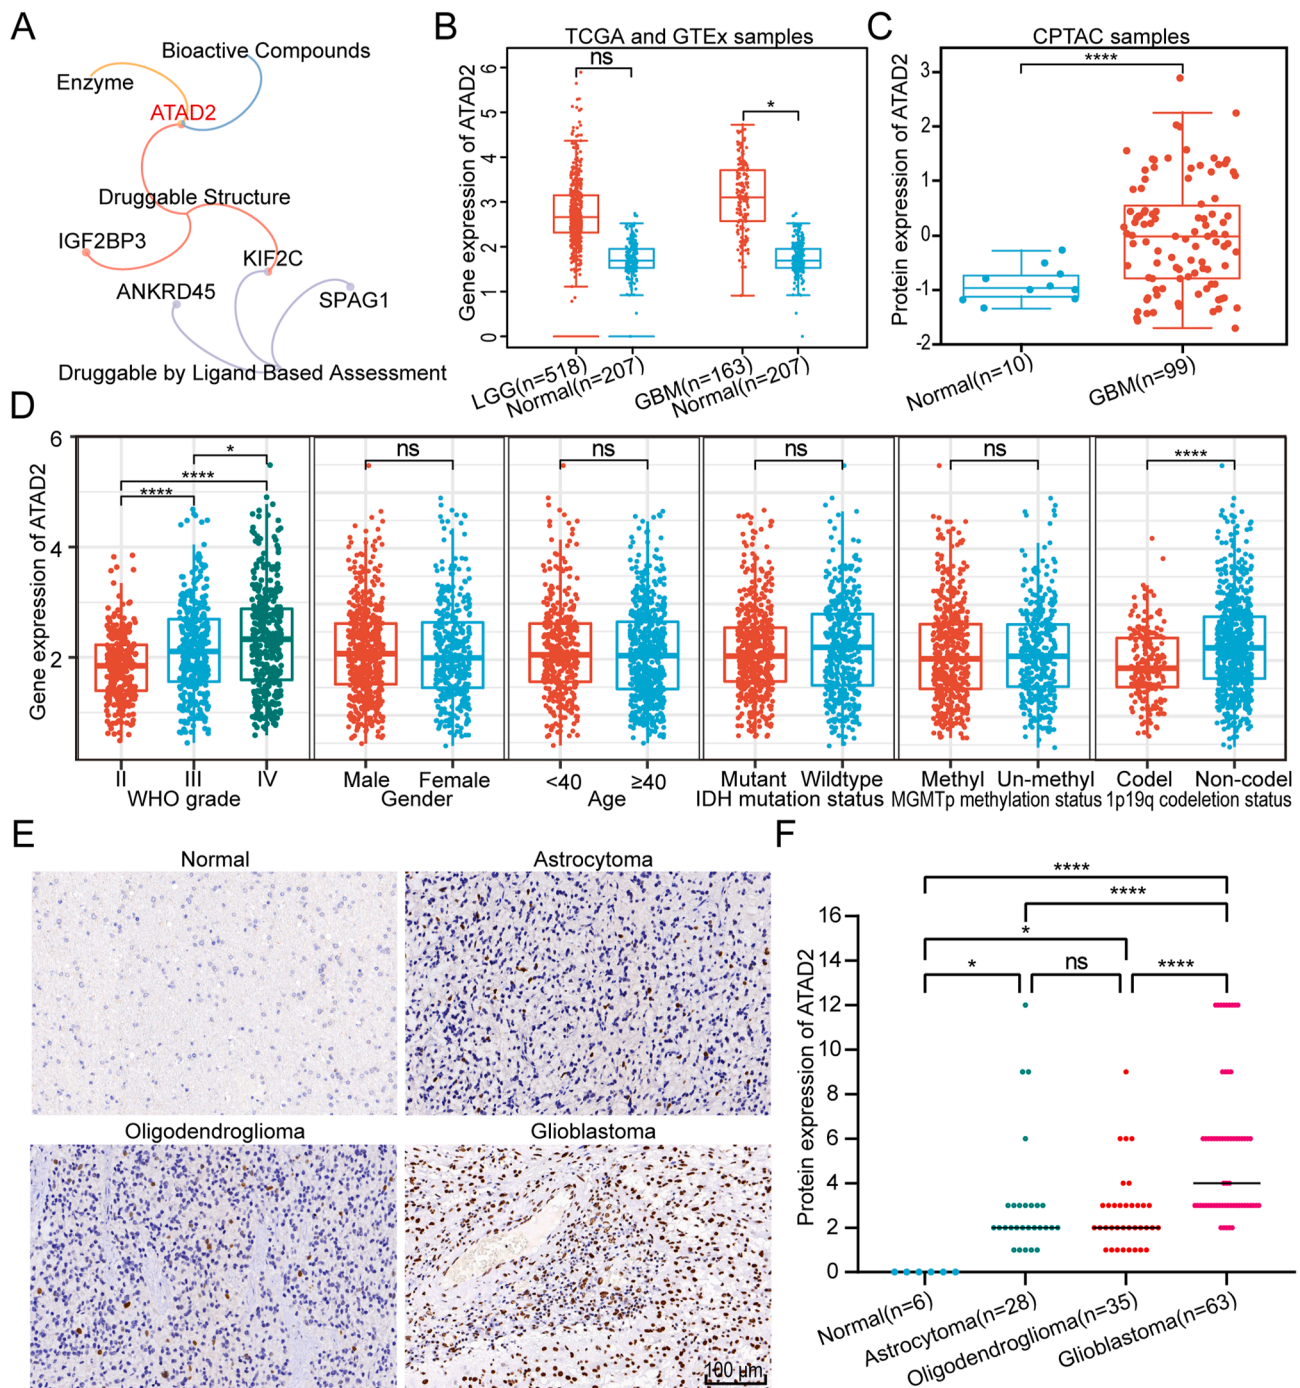 A
Bioactive Compounds
Enzyme
ATAD2
Druggable Structure
IGF2BP3
KIF2C
ANKRD45
SPAG1
Druggable by Ligand Based Assessment
B
TCGA and GTEx samples
Gene expression of ATAD2
6
5
4
3
2
1
0
ns
*
LGG(n=518)
Normal(n=207)
GBM(n=163)
Normal(n=207)
C
CPTAC samples
Protein expression of ATAD2
3
2
1
0
-1
-2
****
Normal(n=10)
GBM(n=99)
D
Gene expression of ATAD2
6
4
2
*
****
****
ns
ns
ns
ns
****
II III IV
WHO grade
Male Female
Gender
<40 ≥40
Age
Mutant Wildtype
IDH mutation status
Methyl Un-methyl
MGMTp methylation status
Codel Non-codel
1p19q codeletion status
E
Normal
Astrocytoma
Oligodendroglioma
Glioblastoma
100 μm
F
Protein expression of ATAD2
16
14
12
10
8
6
4
2
0
****
****
*
*
ns
****
Normal(n=6)
Astrocytoma(n=28)
Oligodendroglioma(n=35)
Glioblastoma(n=63)